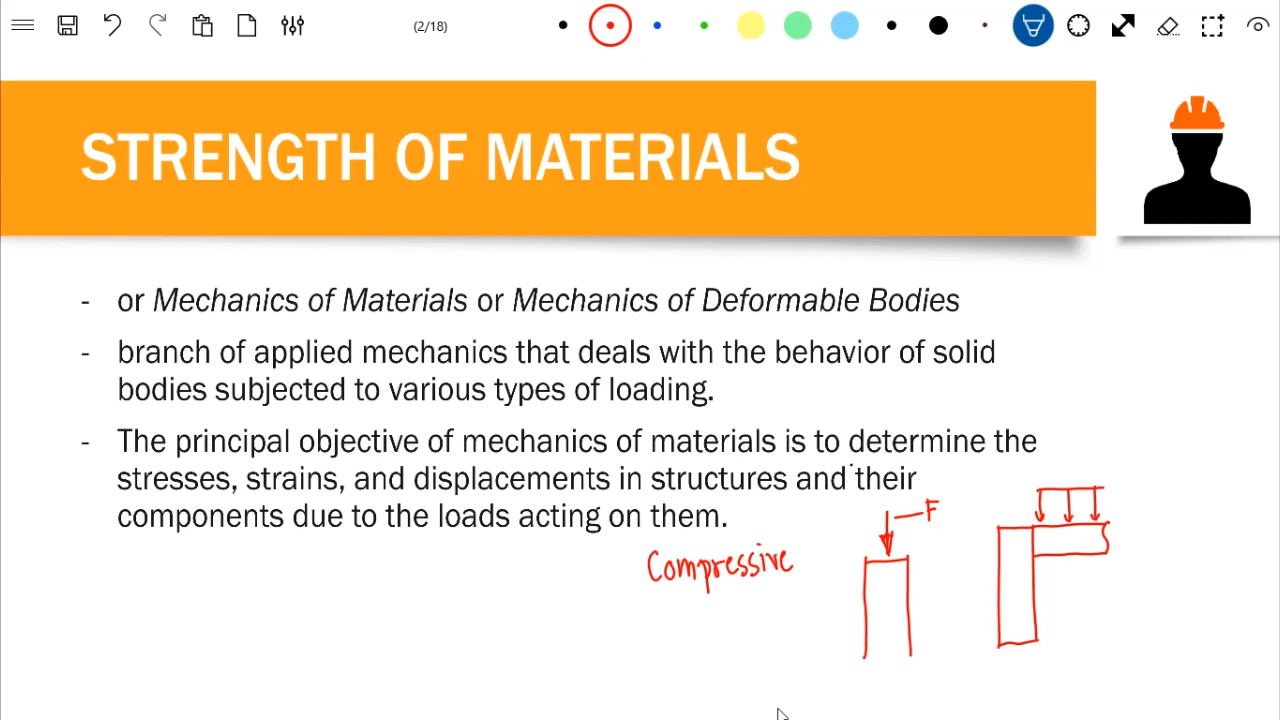 (2/18)
STRENGTH OF MATERIALS
- or Mechanics of Materials or Mechanics of Deformable Bodies
- branch of applied mechanics that deals with the behavior of solid
bodies subjected to various types of loading.
- The principal objective of mechanics of materials is to determine the
stresses, strains, and displacements in structures and their
components due to the loads acting on them.
F
Compressive